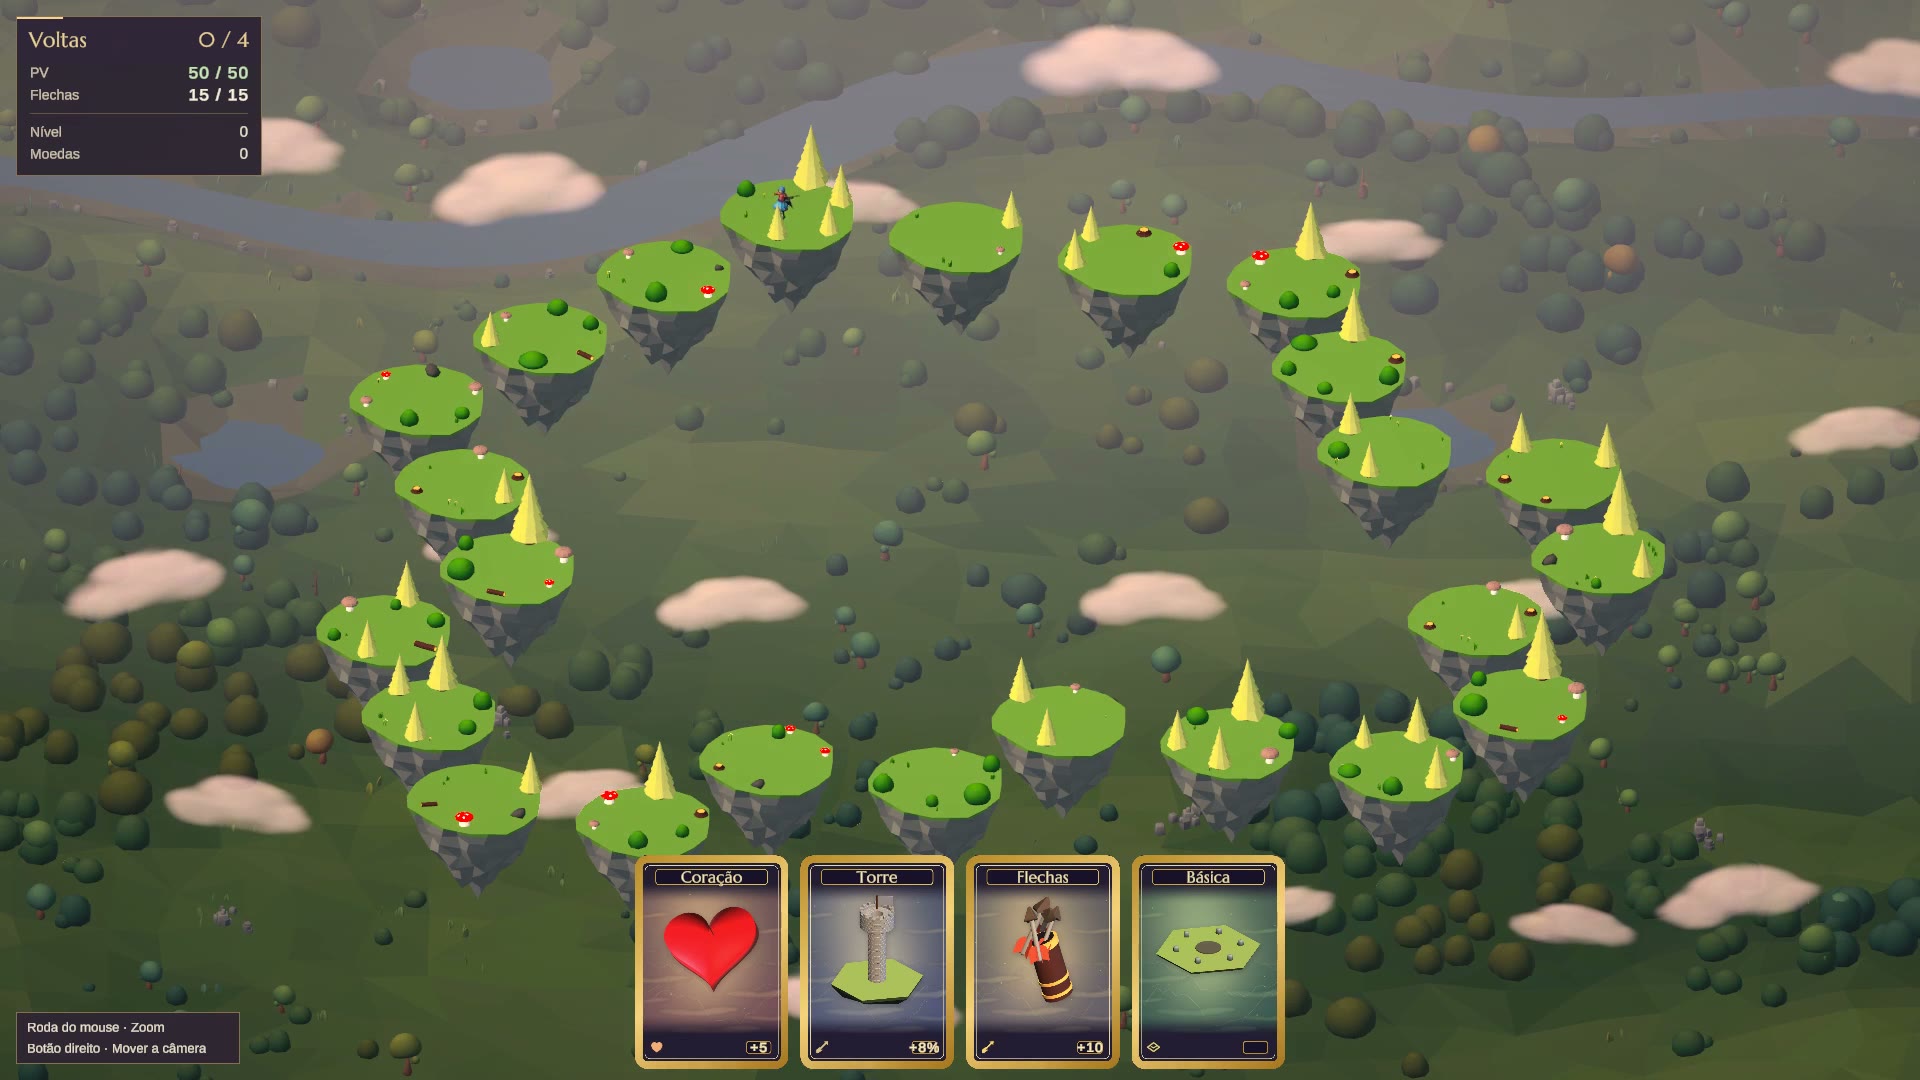 Voltas 0 / 4
PV 50 / 50
Flechas 15 / 15
Nível 0
Moedas 0
Coração
+5
Torre
+8%
Flechas
+10
Básica
Roda do mouse · Zoom
Botão direito · Mover a câmera